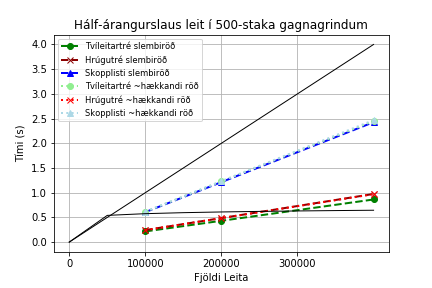 Hálf-árangurslaus leit í 500-staka gagnagrindum
4.0
3.5
3.0
2.5
2.0
1.5
1.0
0.5
0.0
Tími (s)
Tvíleitartré slembiröð
Hrúgutré slembiröð
Skopplisti slembiröð
Tvíleitartré ~hækkandi röð
Hrúgutré ~hækkandi röð
Skopplisti ~hækkandi röð
0 100000 200000 300000
Fjöldi Leita